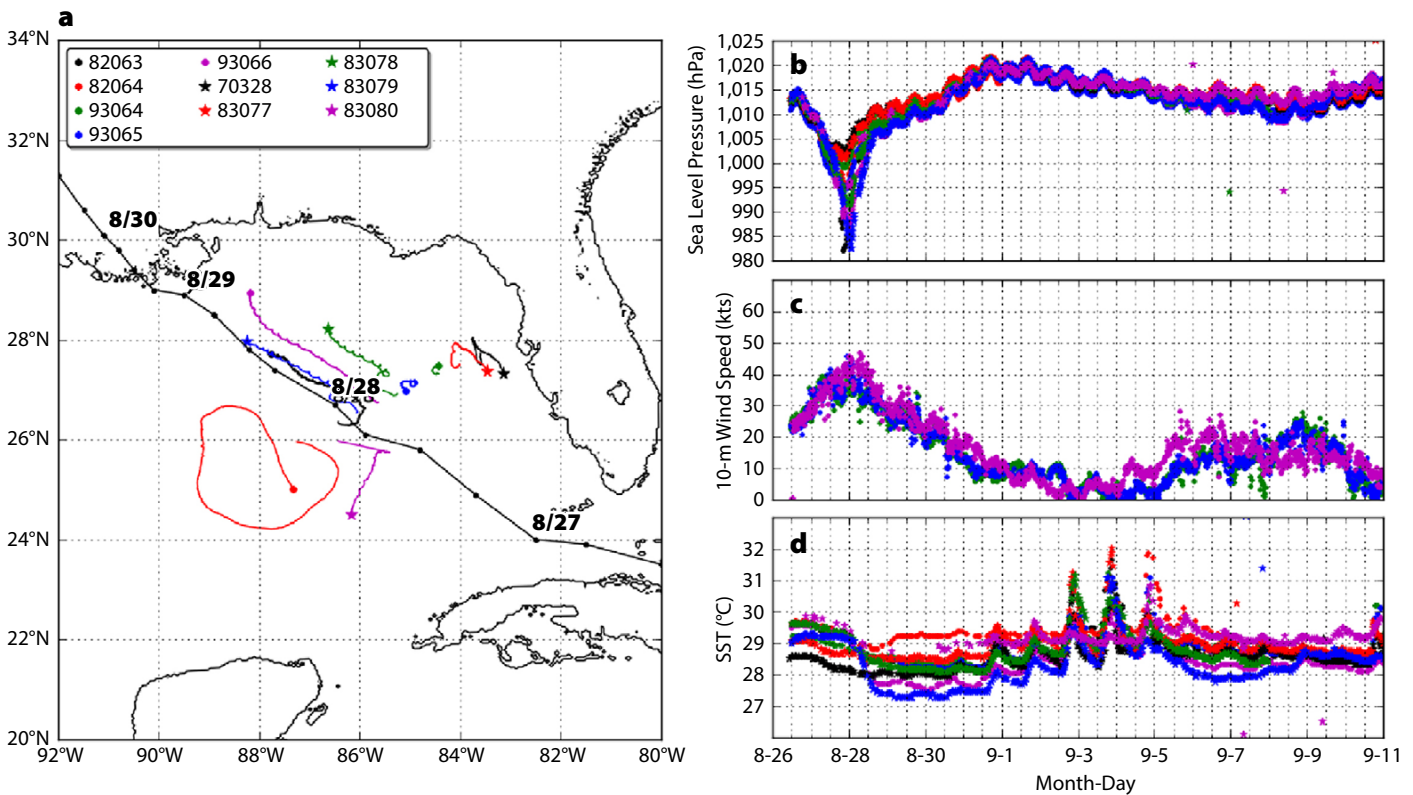 a
34°N
32°N
30°N
28°N
26°N
24°N
22°N
20°N
92°W 90°W 88°W 86°W 84°W 82°W 80°W
82063 93066 83078
82064 70328 83079
93064 83077 83080
93065
8/30
8/29
8/28
8/27
b
Sea Level Pressure (hPa)
1,025
1,020
1,015
1,010
1,005
1,000
995
990
985
980
c
10-m Wind Speed (kts)
60
50
40
30
20
10
0
d
SST (°C)
32
31
30
29
28
27
8-26 8-28 8-30 9-1 9-3 9-5 9-7 9-9 9-11
Month-Day